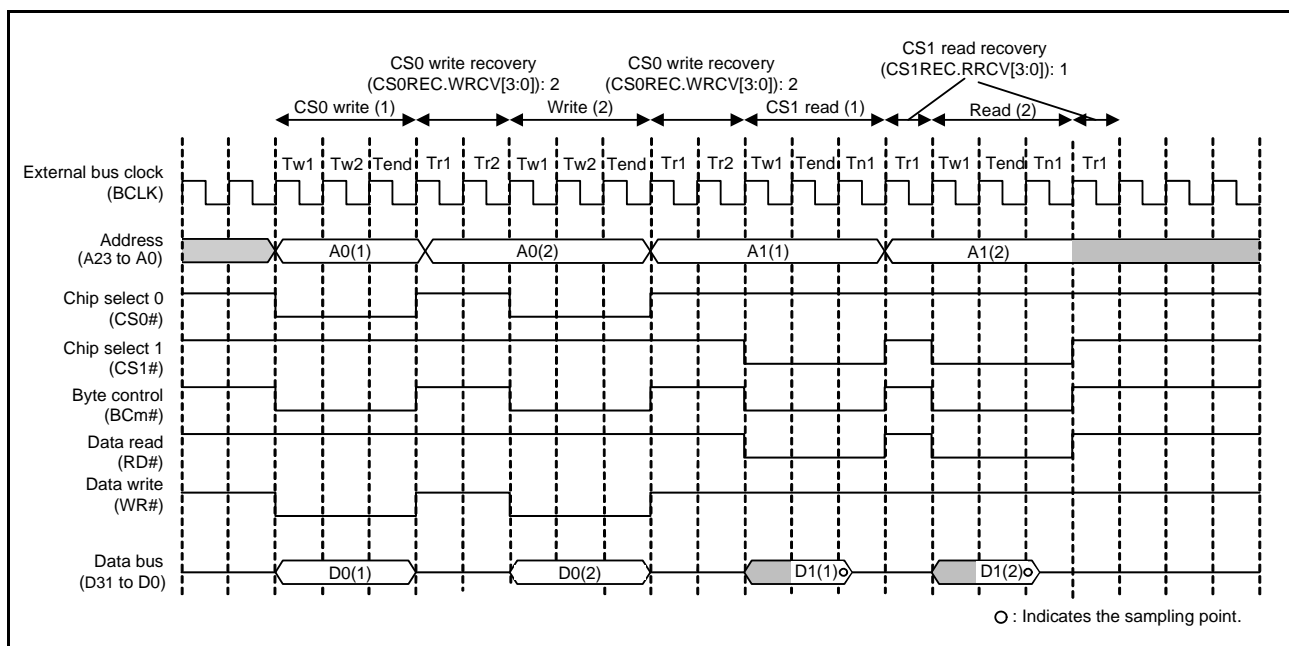 CS0 write recovery
(CS0REC.WRCV[3:0]): 2
CS0 write recovery
(CS0REC.WRCV[3:0]): 2
CS1 read recovery
(CS1REC.RRCV[3:0]): 1
CS0 write (1)
Write (2)
CS1 read (1)
Read (2)
Tw1 Tw2 Tend Tr1 Tr2 Tw1 Tw2 Tend Tr1 Tr2 Tw1 Tend Tn1 Tr1 Tw1 Tend Tn1 Tr1
External bus clock
(BCLK)
Address
(A23 to A0)
A0(1) A0(2) A1(1) A1(2)
Chip select 0
(CS0#)
Chip select 1
(CS1#)
Byte control
(BCm#)
Data read
(RD#)
Data write
(WR#)
Data bus
(D31 to D0)
D0(1) D0(2) D1(1) D1(2)
: Indicates the sampling point.